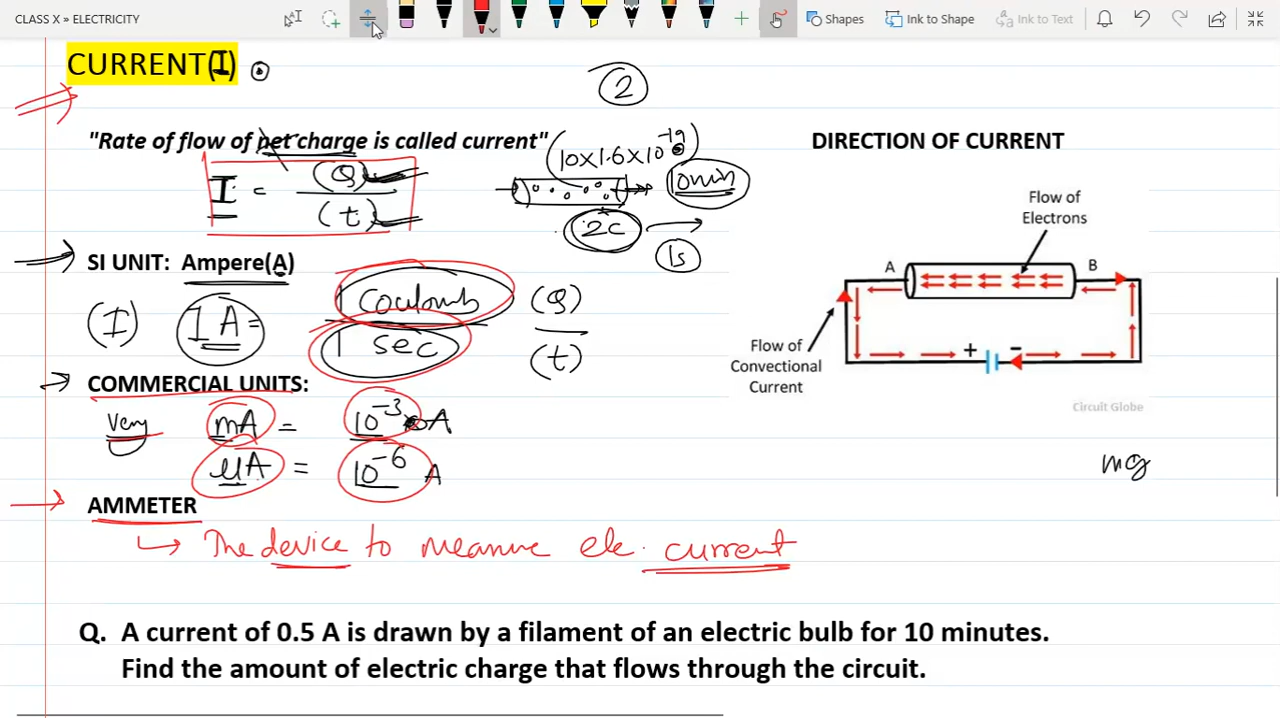 CLASS X » ELECTRICITY
Shapes
Ink to Shape
Ink to Text
CURRENT(I)
2
"Rate of flow of net charge is called current"
10x1.6x10⁻¹⁹
I = (Q)
(t)
10min
2C
1s
SI UNIT: Ampere(A)
(I) 1 A = 1 coulomb (Q)
1 sec (t)
COMMERCIAL UNITS:
Very mA = 10⁻³ A
μA = 10⁻⁶ A
AMMETER
↳ The device to measure ele. current
DIRECTION OF CURRENT
Flow of
Electrons
A B
Flow of
Convectional
Current
+ -
Circuit Globe
mg
Q. A current of 0.5 A is drawn by a filament of an electric bulb for 10 minutes.
Find the amount of electric charge that flows through the circuit.